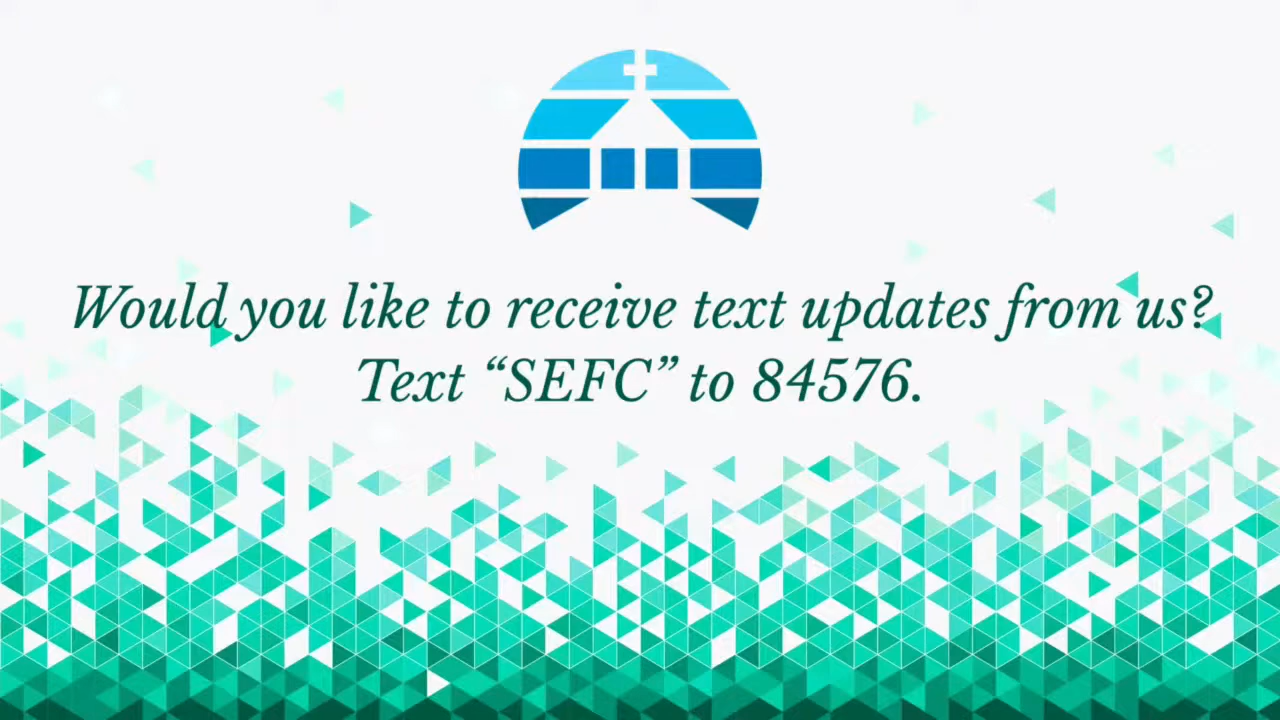 Would you like to receive text updates from us?
Text “SEFC” to 84576.